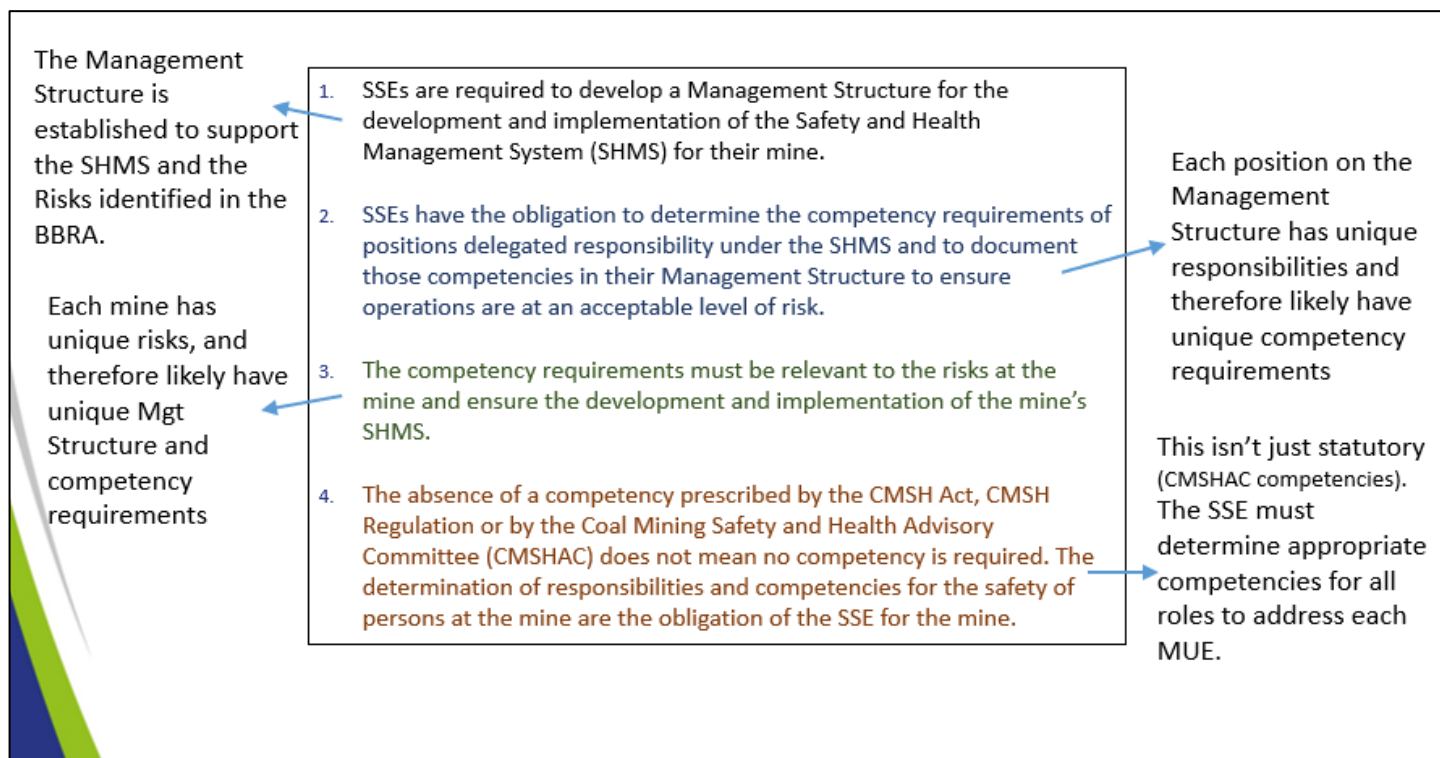 The Management
Structure is
established to support
the SHMS and the
Risks identified in the
BBRA.
Each mine has
unique risks, and
therefore likely have
unique Mgt
Structure and
competency
requirements
1. SSEs are required to develop a Management Structure for the
development and implementation of the Safety and Health
Management System (SHMS) for their mine.
2. SSEs have the obligation to determine the competency requirements of
positions delegated responsibility under the SHMS and to document
those competencies in their Management Structure to ensure
operations are at an acceptable level of risk.
3. The competency requirements must be relevant to the risks at the
mine and ensure the development and implementation of the mine’s
SHMS.
4. The absence of a competency prescribed by the CMSH Act, CMSH
Regulation or by the Coal Mining Safety and Health Advisory
Committee (CMSHAC) does not mean no competency is required. The
determination of responsibilities and competencies for the safety of
persons at the mine are the obligation of the SSE for the mine.
Each position on the
Management
Structure has unique
responsibilities and
therefore likely have
unique competency
requirements
This isn’t just statutory
(CMSHAC competencies).
The SSE must
determine appropriate
competencies for all
roles to address each
MUE.